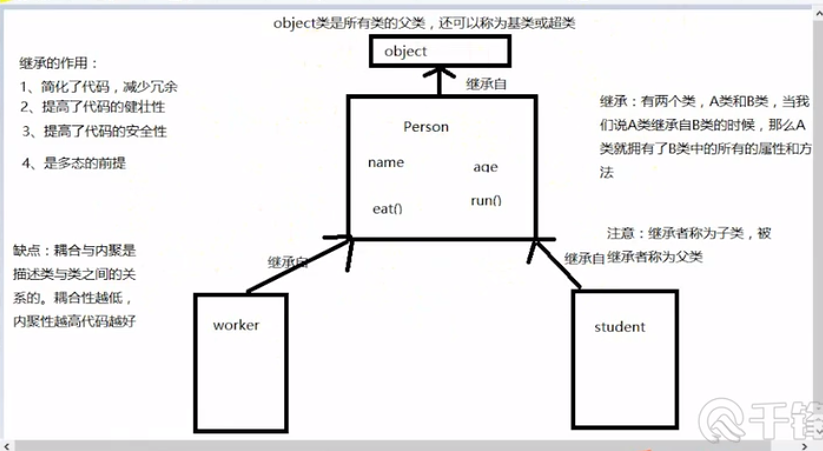 object类是所有类的父类，还可以称为基类或超类
object
继承自
继承的作用：
1、简化了代码，减少冗余
2、提高了代码的健壮性
3、提高了代码的安全性
4、是多态的前提
Person
name
age
eat()
run()
继承：有两个类，A类和B类，当我
们说A类继承自B类的时候，那么A
类就拥有了B类中的所有的属性和方
法
注意：继承者称为子类，被
继承者称为父类
缺点：耦合与内聚是
描述类与类之间的关
系的。耦合性越低，
内聚性越高代码越好
继承自
继承自
worker
student
千锋